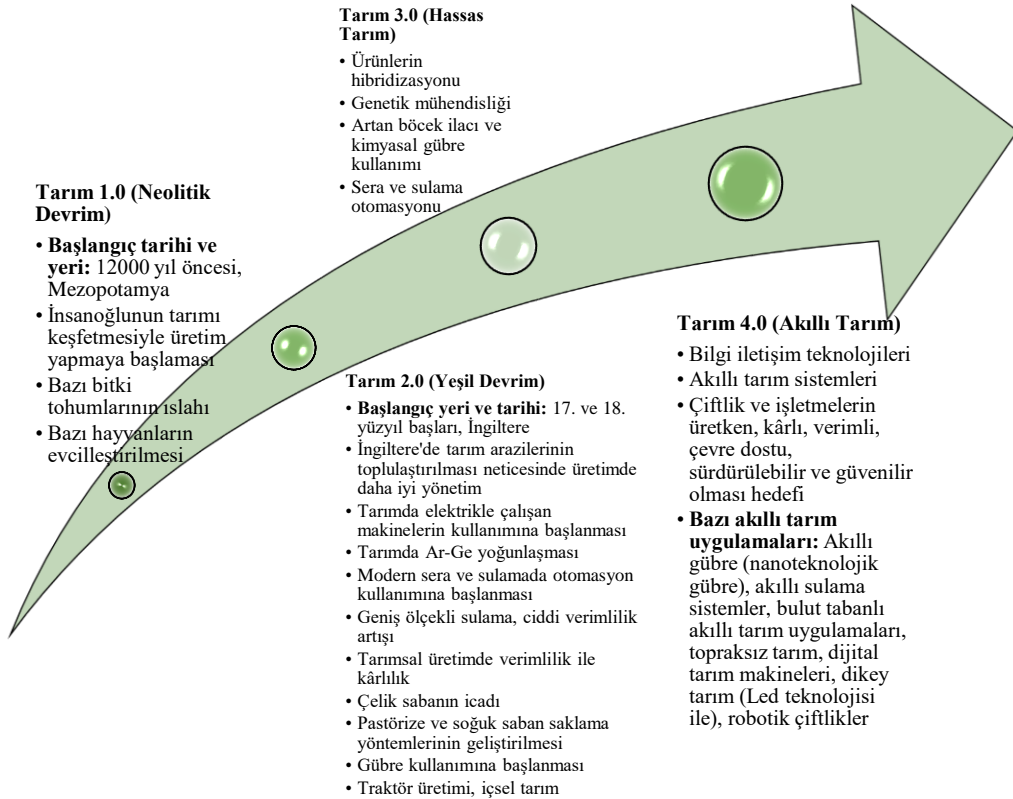 Tarım 3.0 (Hassas
Tarım)
• Ürünlerin
hibridizasyonu
• Genetik mühendisliği
• Artan böcek ilacı ve
kimyasal gübre
kullanımı
• Sera ve sulama
otomasyonu
Tarım 1.0 (Neolitik
Devrim)
• Başlangıç tarihi ve
yeri: 12000 yıl öncesi,
Mezopotamya
• İnsanoğlunun tarımı
keşfetmesiyle üretim
yapmaya başlaması
• Bazı bitki
tohumlarının ıslahı
• Bazı hayvanların
evcilleştirilmesi
Tarım 2.0 (Yeşil Devrim)
• Başlangıç yeri ve tarihi: 17. ve 18.
yüzyıl başları, İngiltere
• İngiltere'de tarım arazilerinin
toplulaştırılması neticesinde üretimde
daha iyi yönetim
• Tarımda elektrikle çalışan
makinelerin kullanımına başlanması
• Tarımda Ar-Ge yoğunlaşması
• Modern sera ve sulamada otomasyon
kullanımına başlanması
• Geniş ölçekli sulama, ciddi verimlilik
artışı
• Tarımsal üretimde verimlilik ile
kârlılık
• Çelik sabanın icadı
• Pastörize ve soğuk saban saklama
yöntemlerinin geliştirilmesi
• Gübre kullanımına başlanması
• Traktör üretimi, içsel tarım
Tarım 4.0 (Akıllı Tarım)
• Bilgi iletişim teknolojileri
• Akıllı tarım sistemleri
• Çiftlik ve işletmelerin
üretken, kârlı, verimli,
çevre dostu,
sürdürülebilir ve güvenilir
olması hedefi
• Bazı akıllı tarım
uygulamaları: Akıllı
gübre (nanoteknolojik
gübre), akıllı sulama
sistemler, bulut tabanlı
akıllı tarım uygulamaları,
topraksız tarım, dijital
tarım makineleri, dikey
tarım (Led teknolojisi
ile), robotik çiftlikler